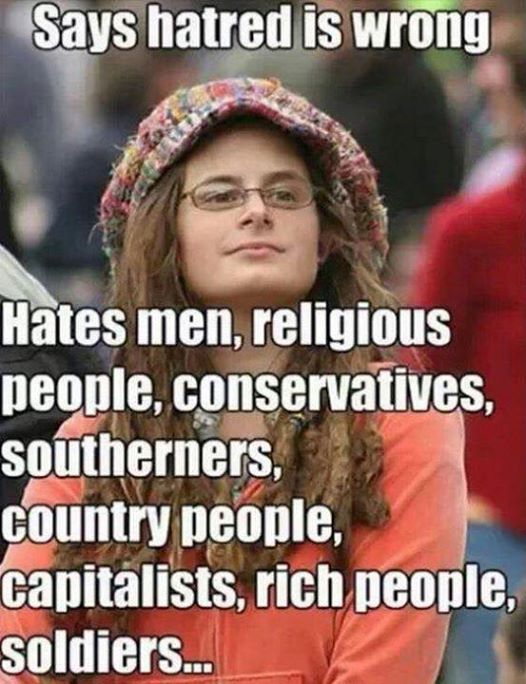 Says hatred is wrong
Hates men, religious
people, conservatives,
southerners,
country people,
capitalists, rich people,
soldiers...